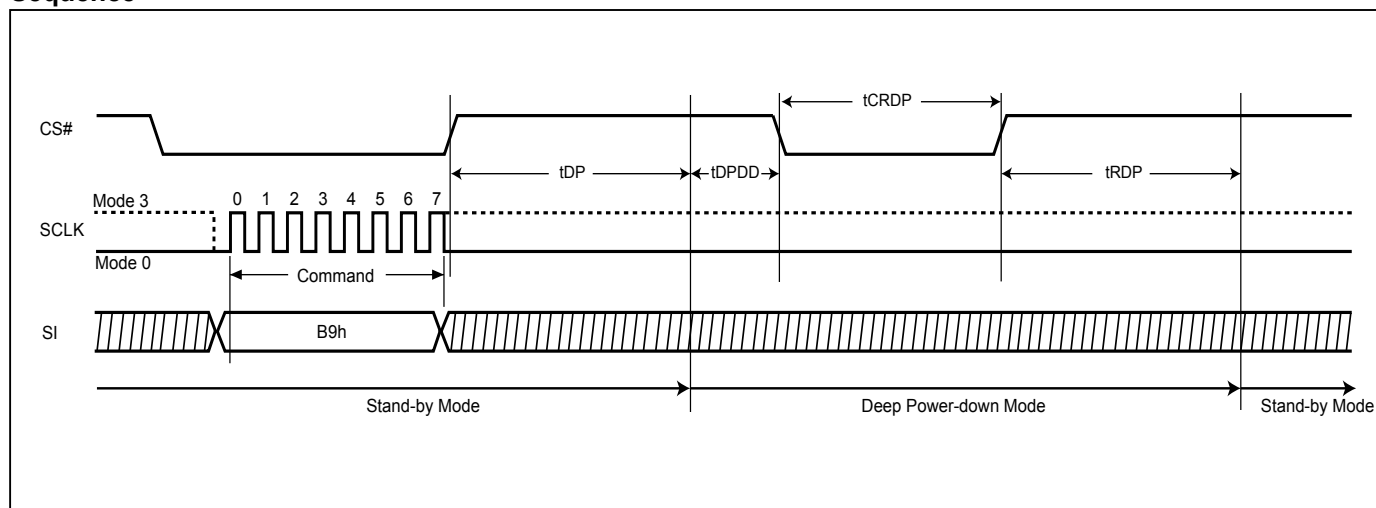 Sequence
tCRDP
CS#
tDP
tDPDD
tRDP
Mode 3
0 1 2 3 4 5 6 7
SCLK
Mode 0
Command
SI
B9h
Stand-by Mode
Deep Power-down Mode
Stand-by Mode